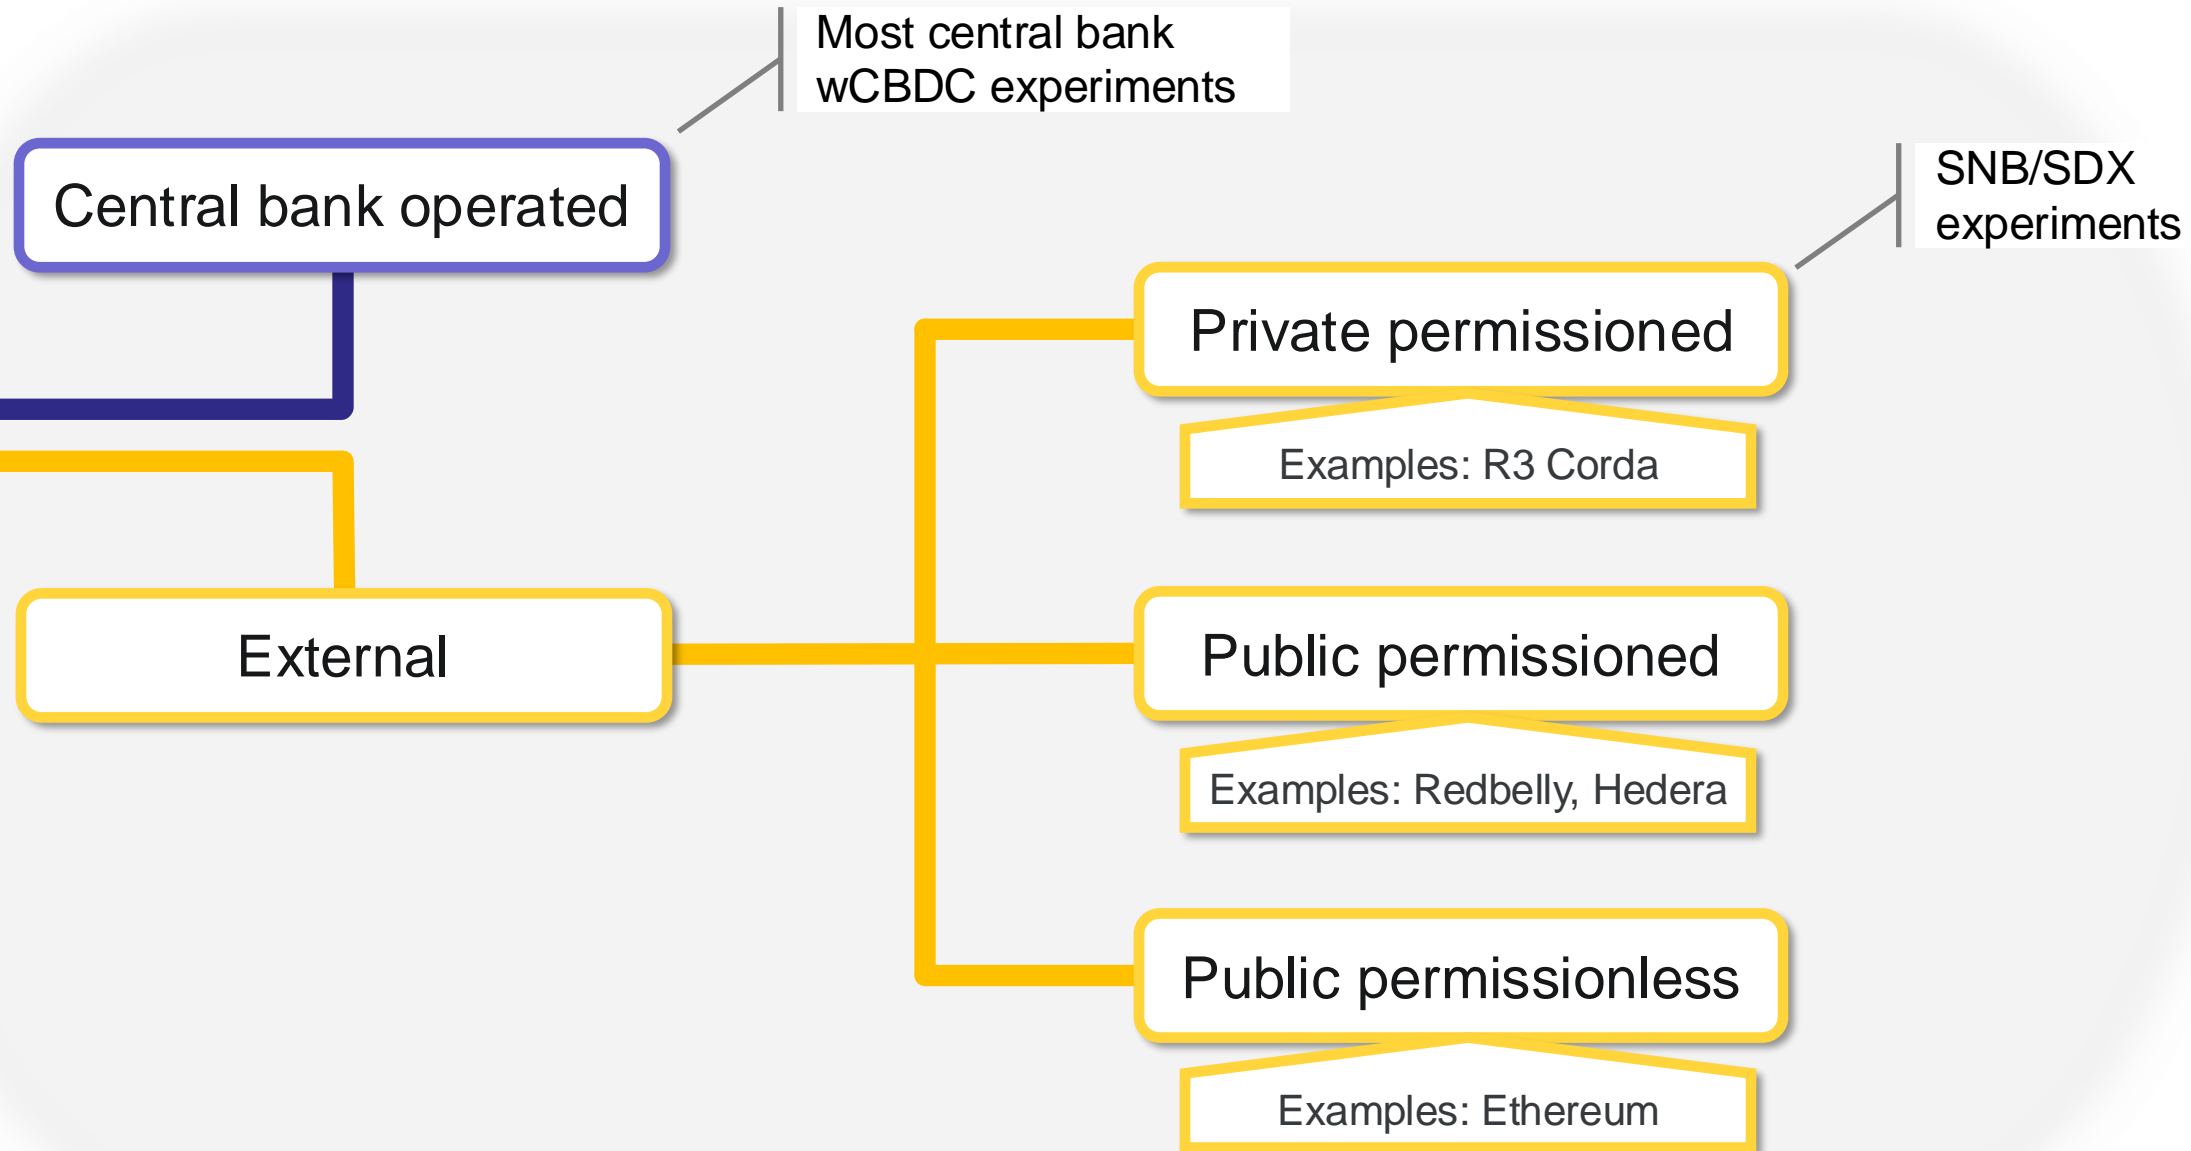 Most central bank
wCBDC experiments
Central bank operated
SNB/SDX
experiments
Private permissioned
Examples: R3 Corda
External
Public permissioned
Examples: Redbelly, Hedera
Public permissionless
Examples: Ethereum